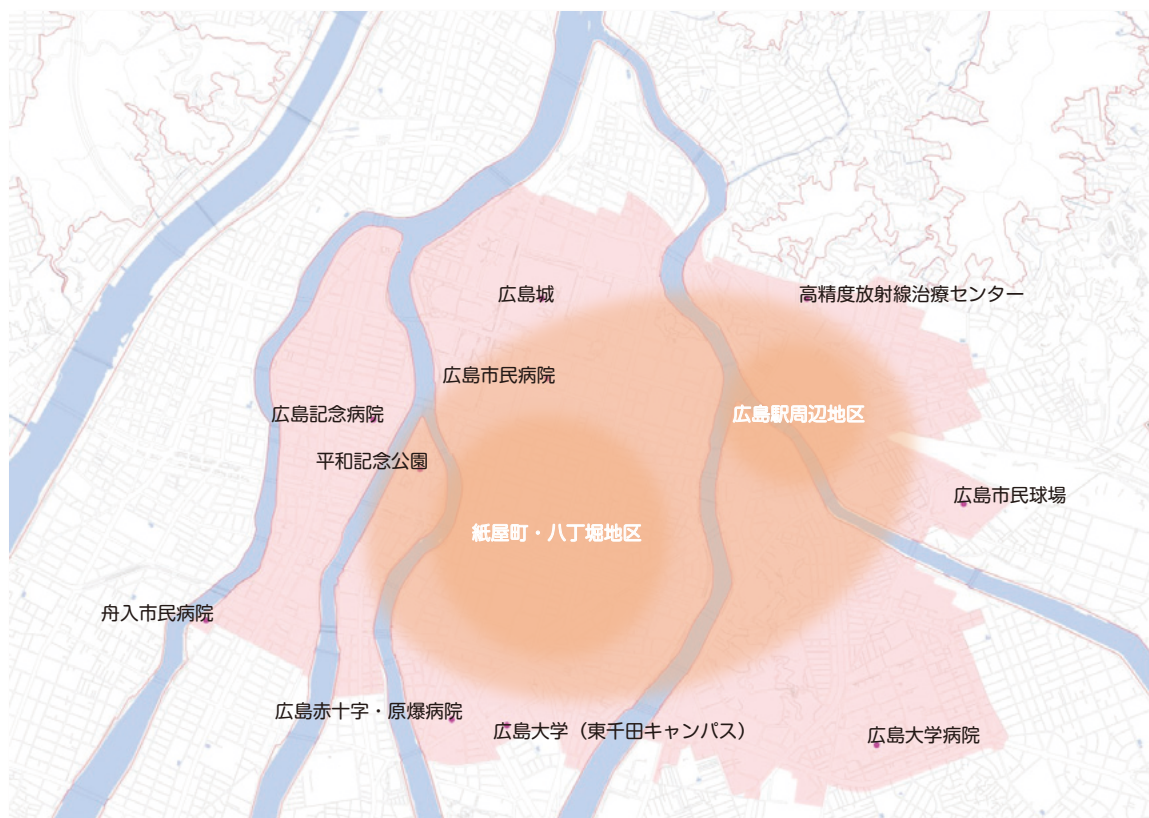 広島城
高精度放射線治療センター
広島市民病院
広島記念病院
広島駅周辺地区
平和記念公園
広島市民球場
紙屋町・八丁堀地区
舟入市民病院
広島赤十字・原爆病院
広島大学（東千田キャンパス）
広島大学病院